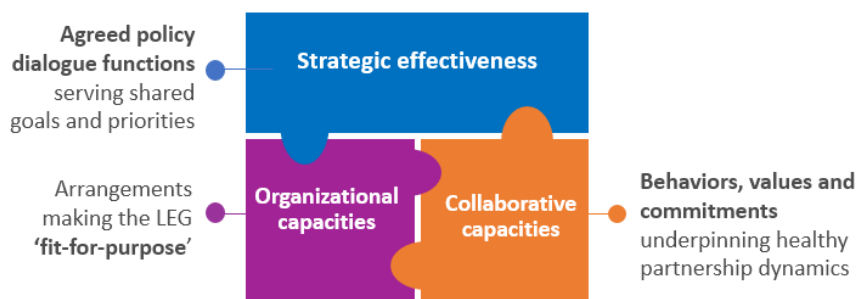 Agreed policy
dialogue functions
serving shared
goals and priorities
Strategic effectiveness
Arrangements
making the LEG
‘fit-for-purpose’
Organizational
capacities
Collaborative
capacities
Behaviors, values and
commitments
underpinning healthy
partnership dynamics